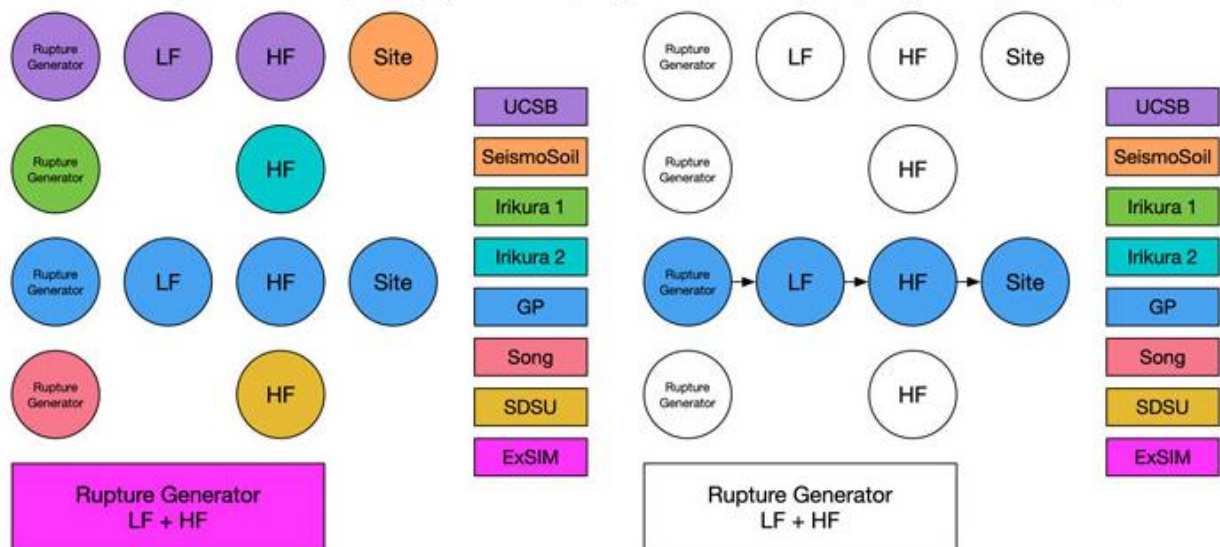 Rupture
Generator
LF
HF
Site
Rupture
Generator
HF
Rupture
Generator
LF
HF
Site
Rupture
Generator
HF
Rupture Generator
LF + HF
UCSB
SeismoSoil
Irikura 1
Irikura 2
GP
Song
SDSU
ExSIM
Rupture
Generator
LF
HF
Site
Rupture
Generator
HF
Rupture
Generator
LF
HF
Site
Rupture
Generator
HF
Rupture Generator
LF + HF
UCSB
SeismoSoil
Irikura 1
Irikura 2
GP
Song
SDSU
ExSIM